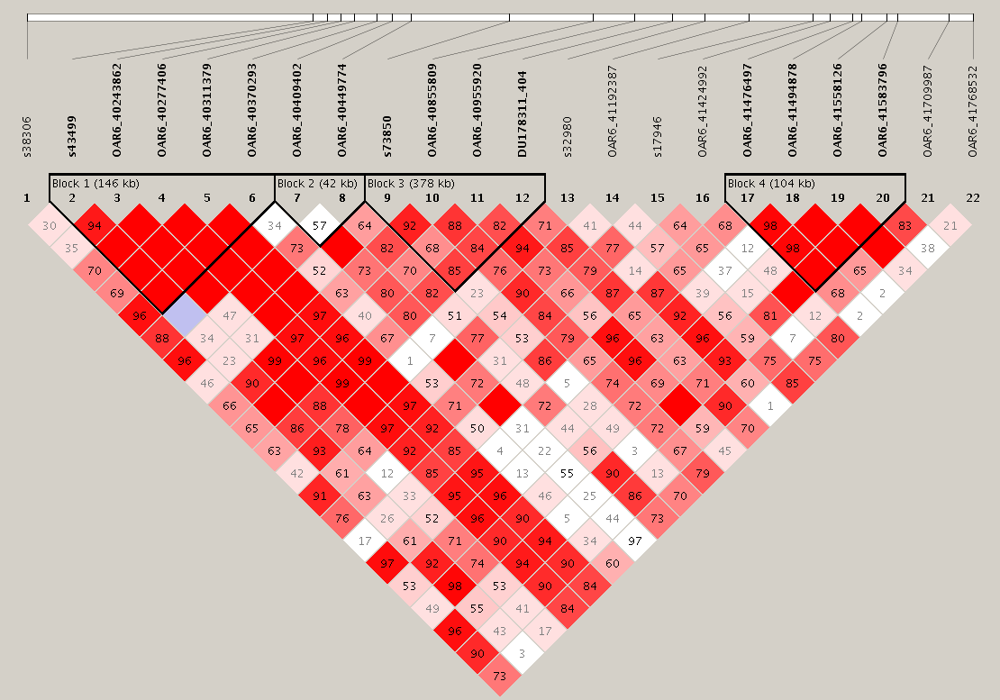 s38306
s43499
OAR6_40243862
OAR6_40277406
OAR6_40311379
OAR6_40370293
OAR6_40409402
OAR6_40449774
s73850
OAR6_40855809
OAR6_40955920
DU178311_404
s32980
OAR6_41192387
s17946
OAR6_41424992
OAR6_41476497
OAR6_41494878
OAR6_41558126
OAR6_41583796
OAR6_41709987
OAR6_41768532
Block 1 (146 kb) Block 2 (42 kb) Block 3 (378 kb) Block 4 (104 kb)
1 2 3 4 5 6 7 8 9 10 11 12 13 14 15 16 17 18 19 20 21 22
30 94 34 57 64 92 88 82 71 41 44 64 68 98 83 21
35 73 82 68 84 94 85 77 57 65 12 98 38
70 52 73 70 85 76 73 79 14 65 37 48 65 34
69 63 80 82 23 90 66 87 87 39 15 68 2
96 47 97 40 80 51 54 84 56 65 92 56 81 12 2
88 34 31 97 96 67 7 77 53 79 96 63 96 59 7 80
96 23 99 96 99 1 31 86 65 96 63 93 75 75
46 90 53 72 48 5 74 69 71 60 85
66 88 71 72 28 72 90 1
65 86 78 97 92 50 31 44 49 72 59 70
63 93 64 92 85 4 22 56 3 67 45
42 61 12 85 95 13 55 90 13 79
91 63 33 95 96 46 25 86 70
76 26 52 96 90 5 44 73
17 61 71 90 94 34 97
97 92 74 94 90 60
53 98 53 90 84
49 55 41 84
96 43 17
90 3
73